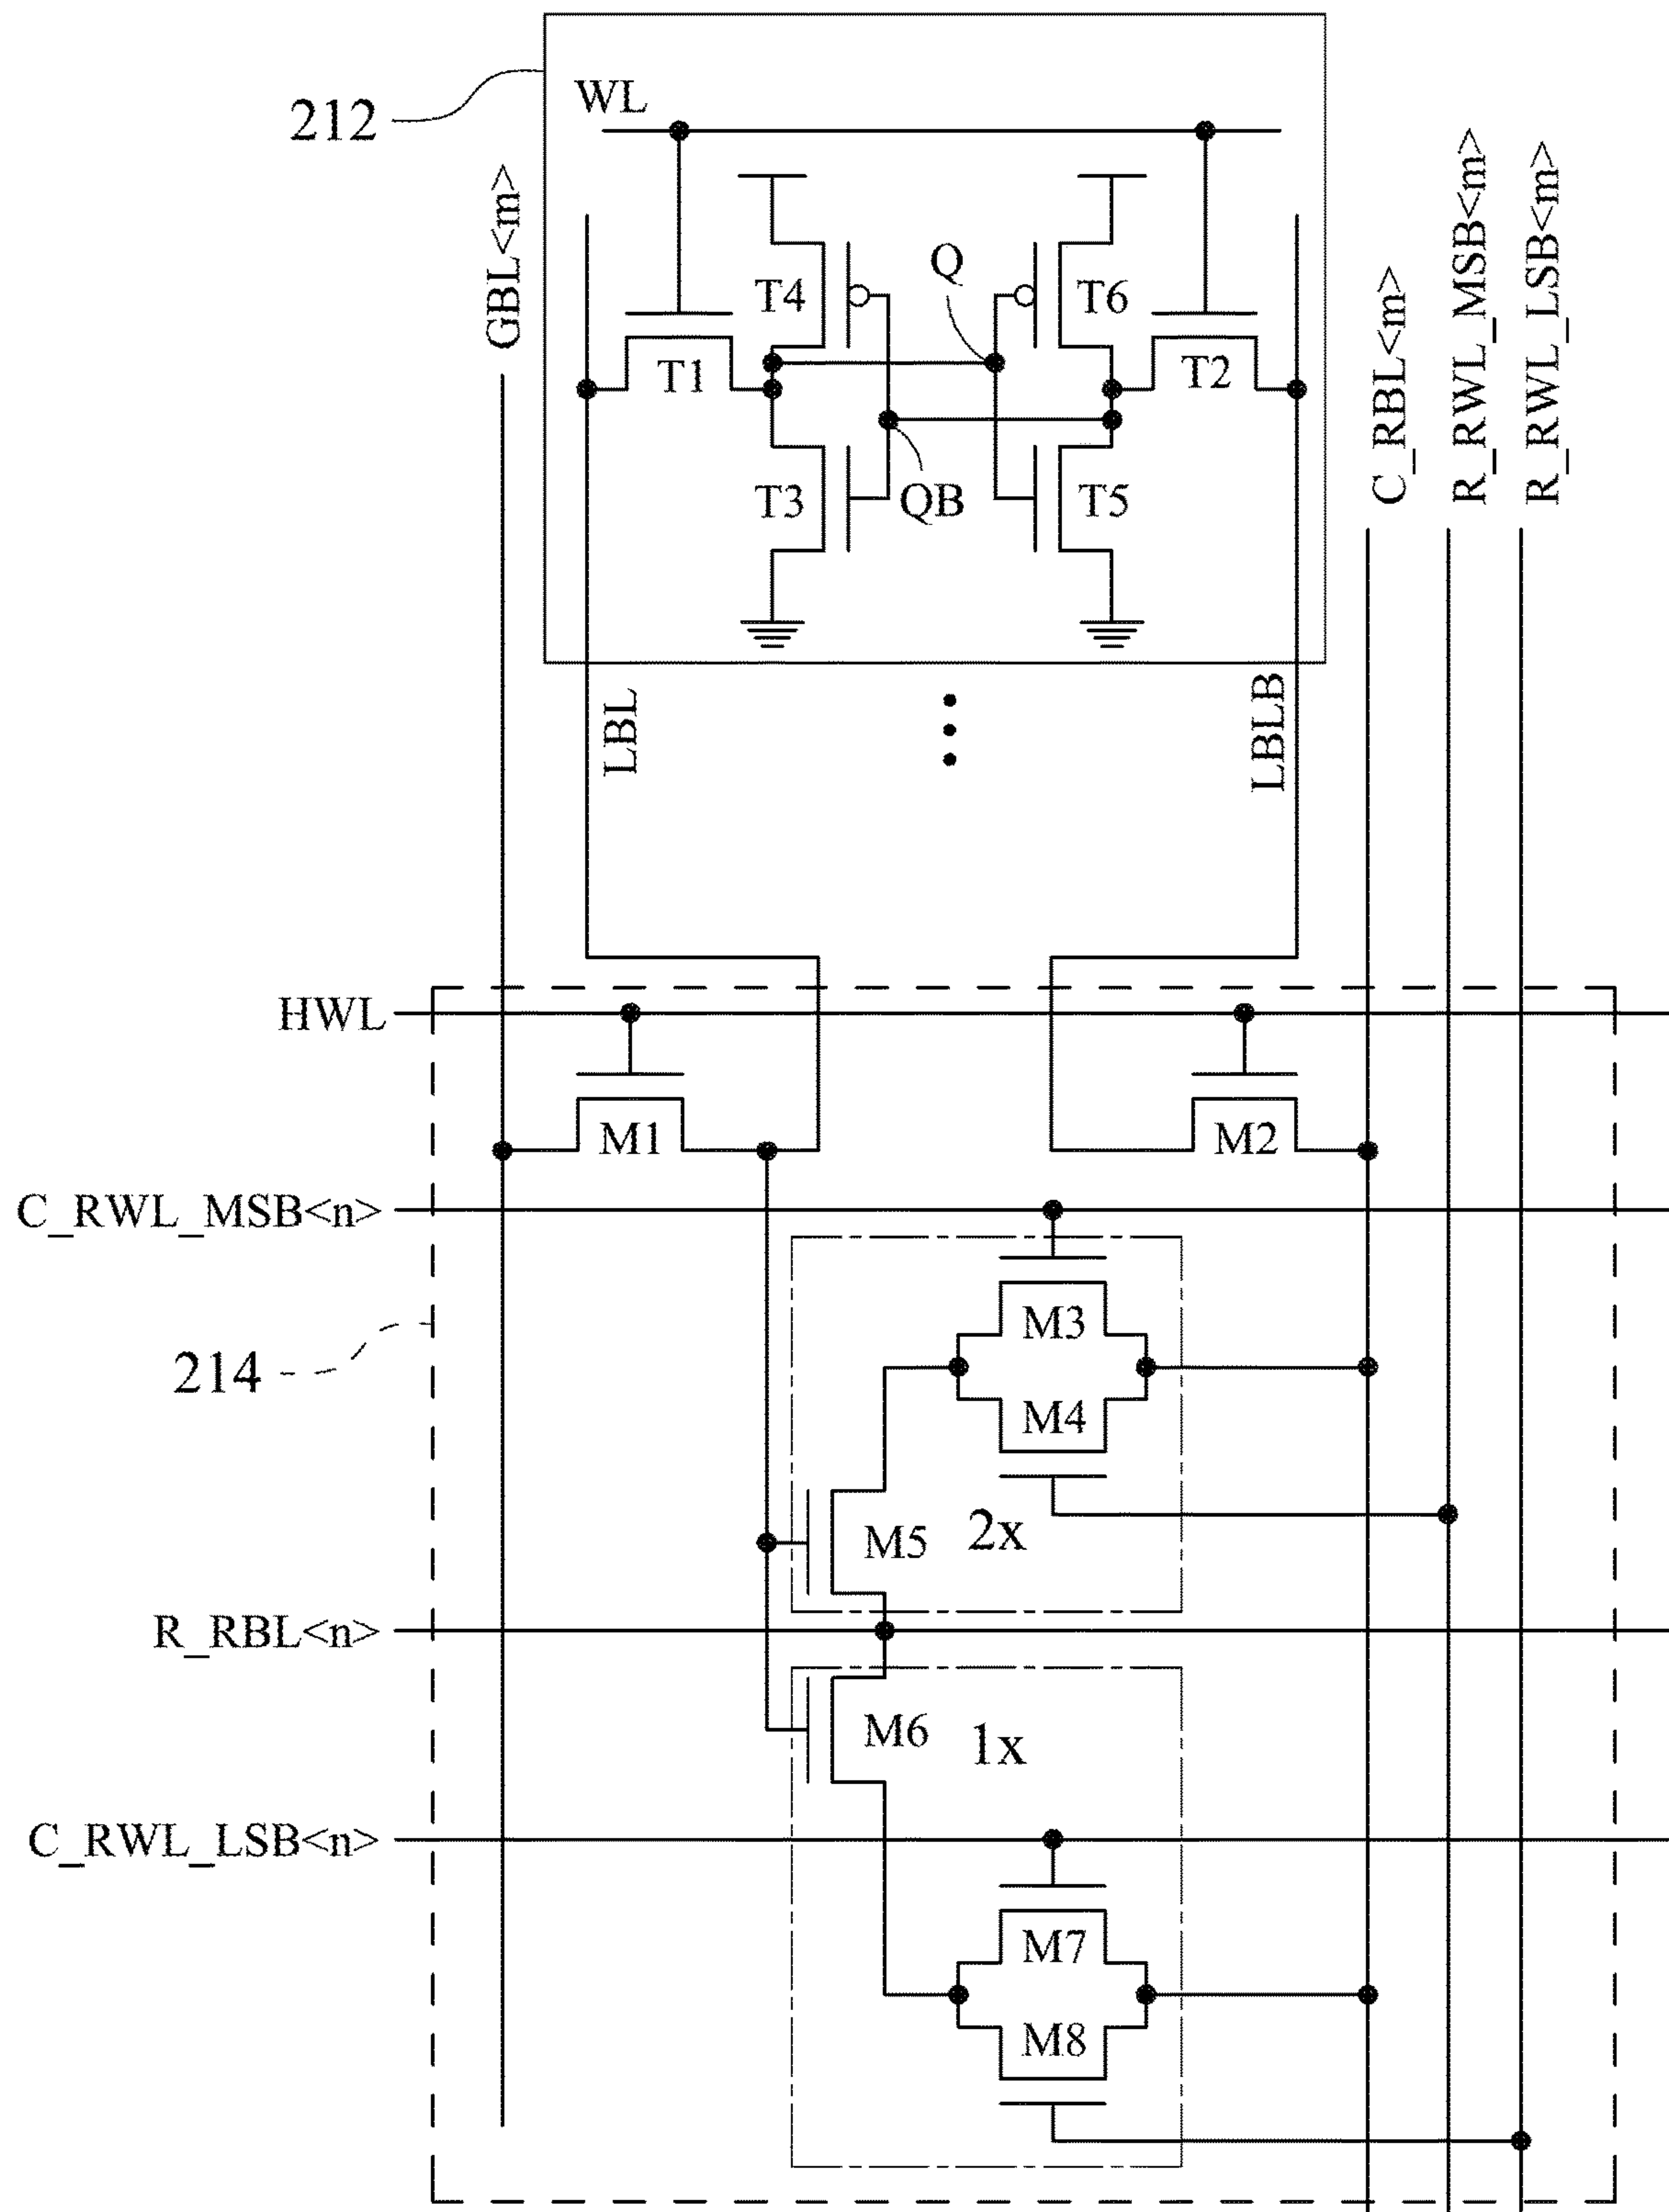 212
WL
GBL<m>
T4
Q
T6
T1
T2
T3
QB
T5
C_RBL<m>
R_RWL_MSB<m>
R_RWL_LSB<m>
LBL
LBLB
HWL
M1
M2
C_RWL_MSB<n>
M3
214
M4
M5
2x
R_RBL<n>
M6
1x
C_RWL_LSB<n>
M7
M8